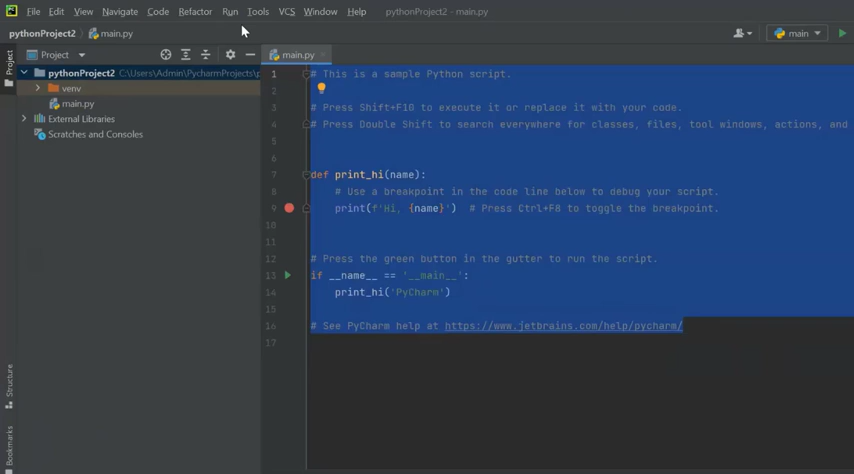 PC File Edit View Navigate Code Refactor Run Tools VCS Window Help pythonProject2 - main.py
pythonProject2 main.py main
Project main.py
Project
pythonProject2 C:\Users\Admin\PycharmProjects\p
venv
main.py
External Libraries
Scratches and Consoles
Structure
Bookmarks
1 # This is a sample Python script.
2
3 # Press Shift+F10 to execute it or replace it with your code.
4 # Press Double Shift to search everywhere for classes, files, tool windows, actions, and
5
6
7 def print_hi(name):
8 # Use a breakpoint in the code line below to debug your script.
9 print(f'Hi, {name}') # Press Ctrl+F8 to toggle the breakpoint.
10
11
12 # Press the green button in the gutter to run the script.
13 if __name__ == '__main__':
14 print_hi('PyCharm')
15
16 # See PyCharm help at https://www.jetbrains.com/help/pycharm/
17